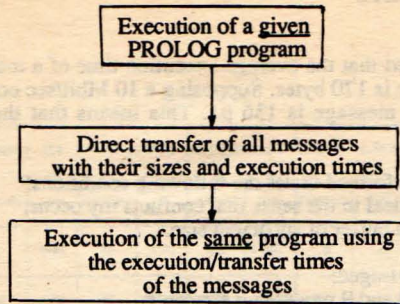 Execution of a given
PROLOG program
Direct transfer of all messages
with their sizes and execution times
Execution of the same program using
the execution/transfer times
of the messages